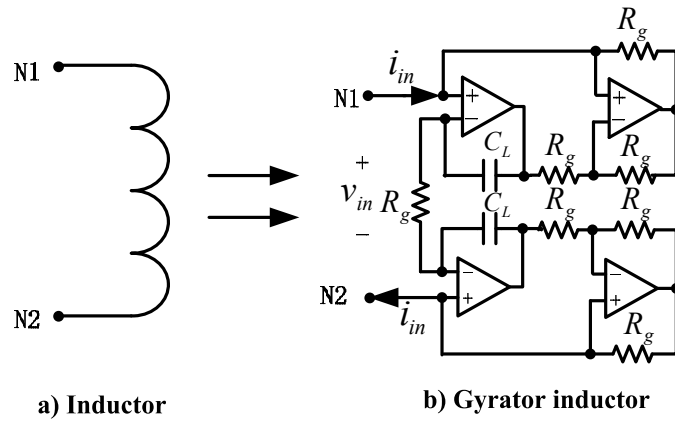 N1
N2
a) Inductor
R_g
i_in
N1
+
−
+
−
C_L
R_g
R_g
+
v_in
−
R_g
C_L
R_g
R_g
−
+
−
+
N2
i_in
R_g
b) Gyrator inductor